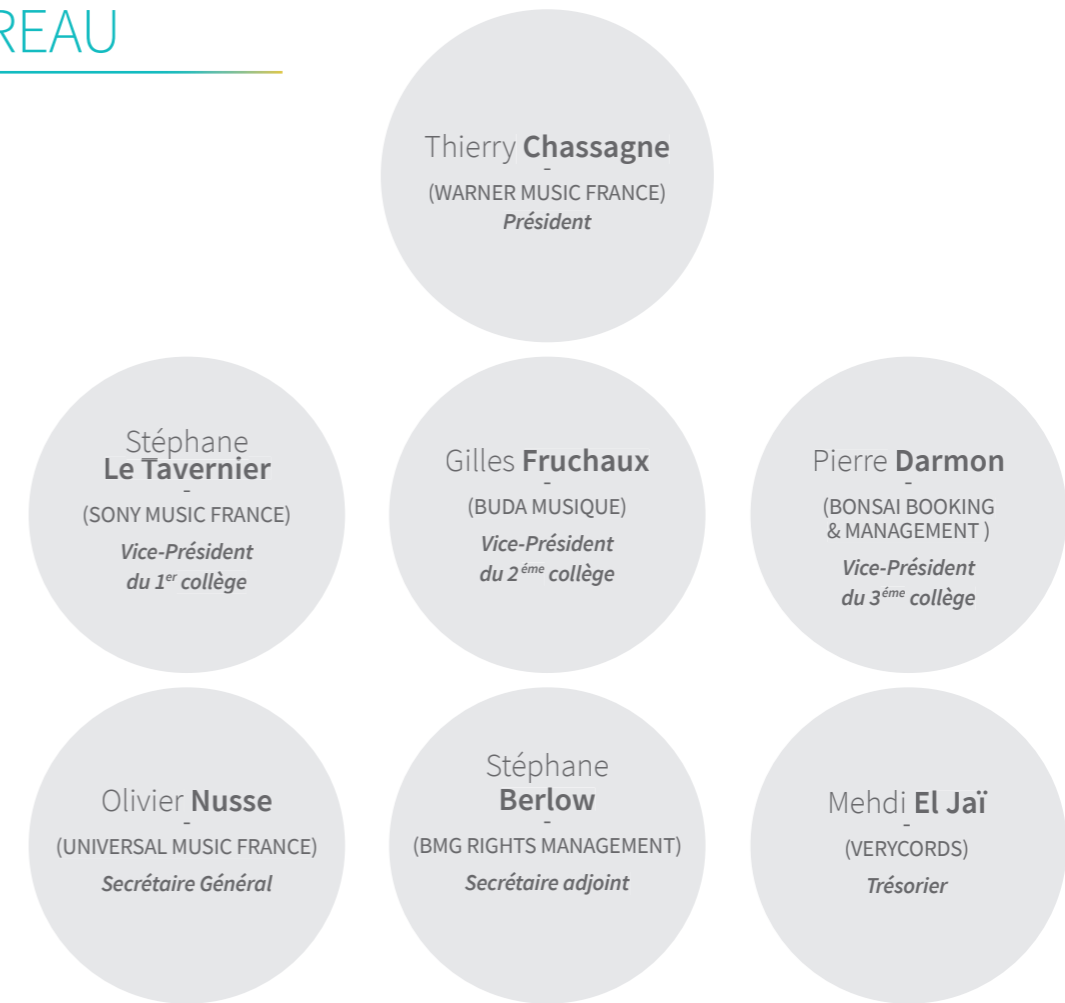 REAU
Thierry Chassagne
-
(WARNER MUSIC FRANCE)
Président
Stéphane
Le Tavernier
-
(SONY MUSIC FRANCE)
Vice-Président
du 1er collège
Gilles Fruchaux
-
(BUDA MUSIQUE)
Vice-Président
du 2éme collège
Pierre Darmon
-
(BONSAI BOOKING
& MANAGEMENT )
Vice-Président
du 3éme collège
Olivier Nusse
-
(UNIVERSAL MUSIC FRANCE)
Secrétaire Général
Stéphane
Berlow
-
(BMG RIGHTS MANAGEMENT)
Secrétaire adjoint
Mehdi El Jaï
-
(VERYCORDS)
Trésorier